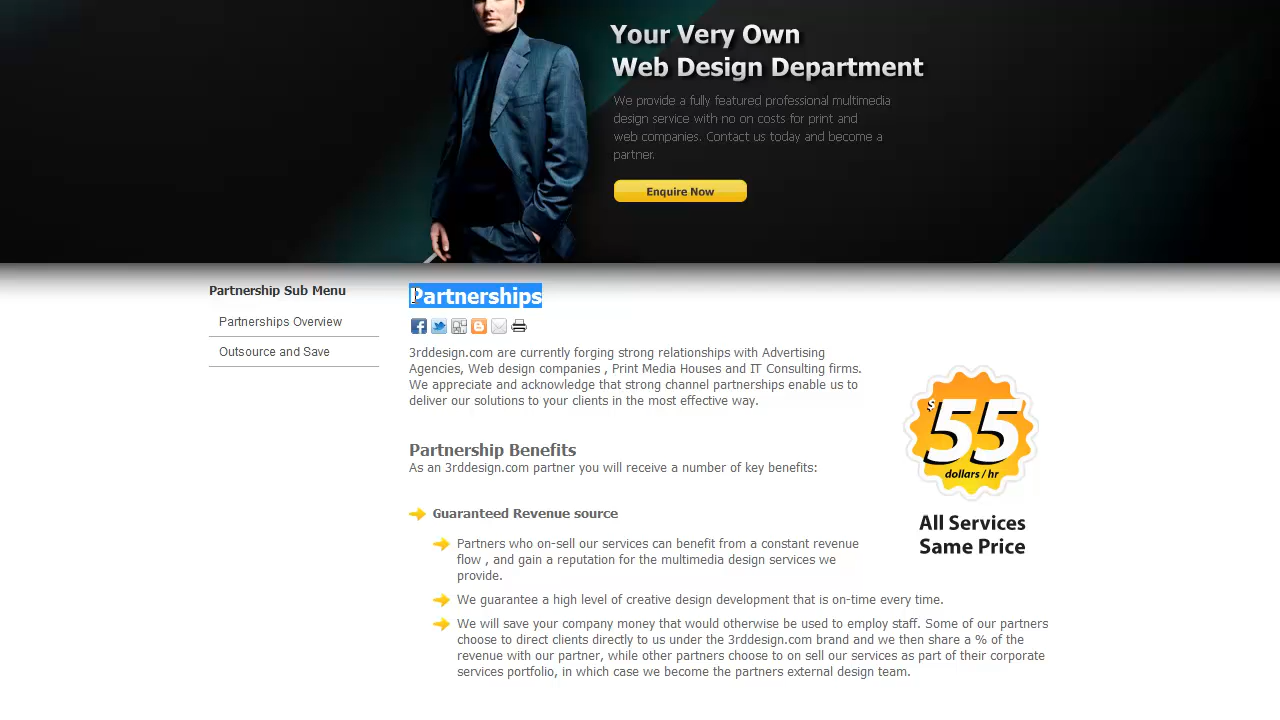 Your Very Own
Web Design Department
We provide a fully featured professional multimedia
design service with no on costs for print and
web companies. Contact us today and become a
partner.
Enquire Now
Partnership Sub Menu
Partnerships Overview
Outsource and Save
Partnerships
3rddesign.com are currently forging strong relationships with Advertising
Agencies, Web design companies , Print Media Houses and IT Consulting firms.
We appreciate and acknowledge that strong channel partnerships enable us to
deliver our solutions to your clients in the most effective way.
Partnership Benefits
As an 3rddesign.com partner you will receive a number of key benefits:
Guaranteed Revenue source
Partners who on-sell our services can benefit from a constant revenue
flow , and gain a reputation for the multimedia design services we
provide.
We guarantee a high level of creative design development that is on-time every time.
We will save your company money that would otherwise be used to employ staff. Some of our partners
choose to direct clients directly to us under the 3rddesign.com brand and we then share a % of the
revenue with our partner, while other partners choose to on sell our services as part of their corporate
services portfolio, in which case we become the partners external design team.
$55
dollars / hr
All Services
Same Price